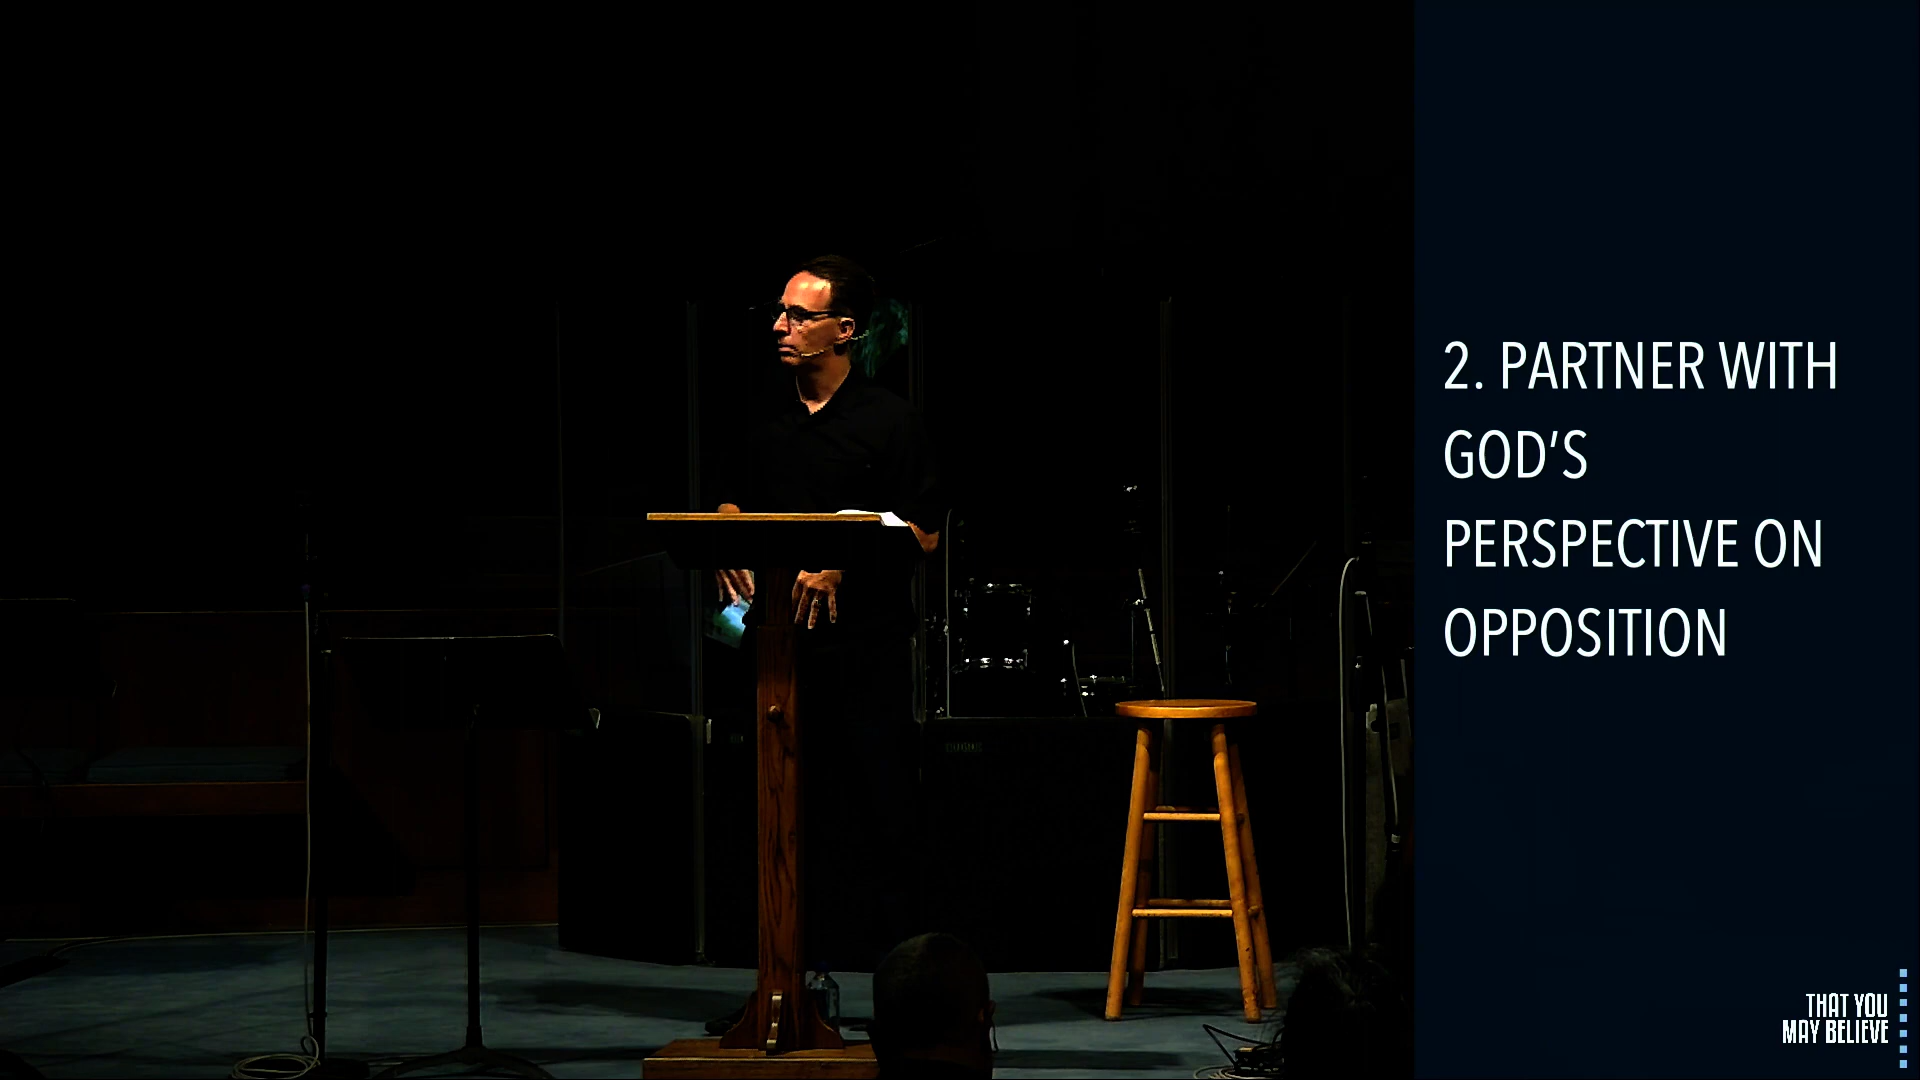 2. PARTNER WITH
GOD'S
PERSPECTIVE ON
OPPOSITION
THAT YOU
MAY BELIEVE